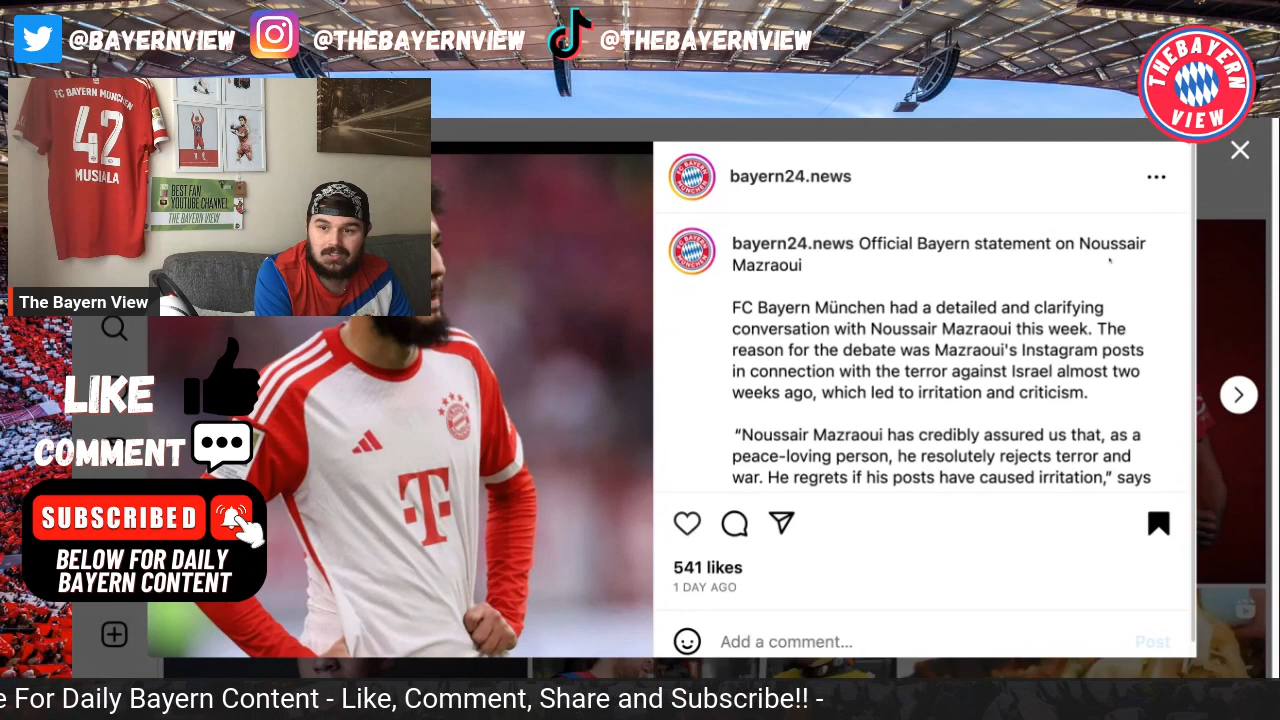 @BAYERNVIEW
@THEBAYERNVIEW
@THEBAYERNVIEW
THEBAYERN
VIEW
FC BAYERN MÜNCHEN
42
MUSIALA
BEST FAN
YOUTUBE CHANNEL
THE BAYERN VIEW
The Bayern View
LIKE
COMMENT
SUBSCRIBED
BELOW FOR DAILY
BAYERN CONTENT
T
bayern24.news
bayern24.news Official Bayern statement on Noussair
Mazraoui
FC Bayern München had a detailed and clarifying
conversation with Noussair Mazraoui this week. The
reason for the debate was Mazraoui's Instagram posts
in connection with the terror against Israel almost two
weeks ago, which led to irritation and criticism.
“Noussair Mazraoui has credibly assured us that, as a
peace-loving person, he resolutely rejects terror and
war. He regrets if his posts have caused irritation,” says
541 likes
1 DAY AGO
Add a comment...
Post
e For Daily Bayern Content - Like, Comment, Share and Subscribe!! -